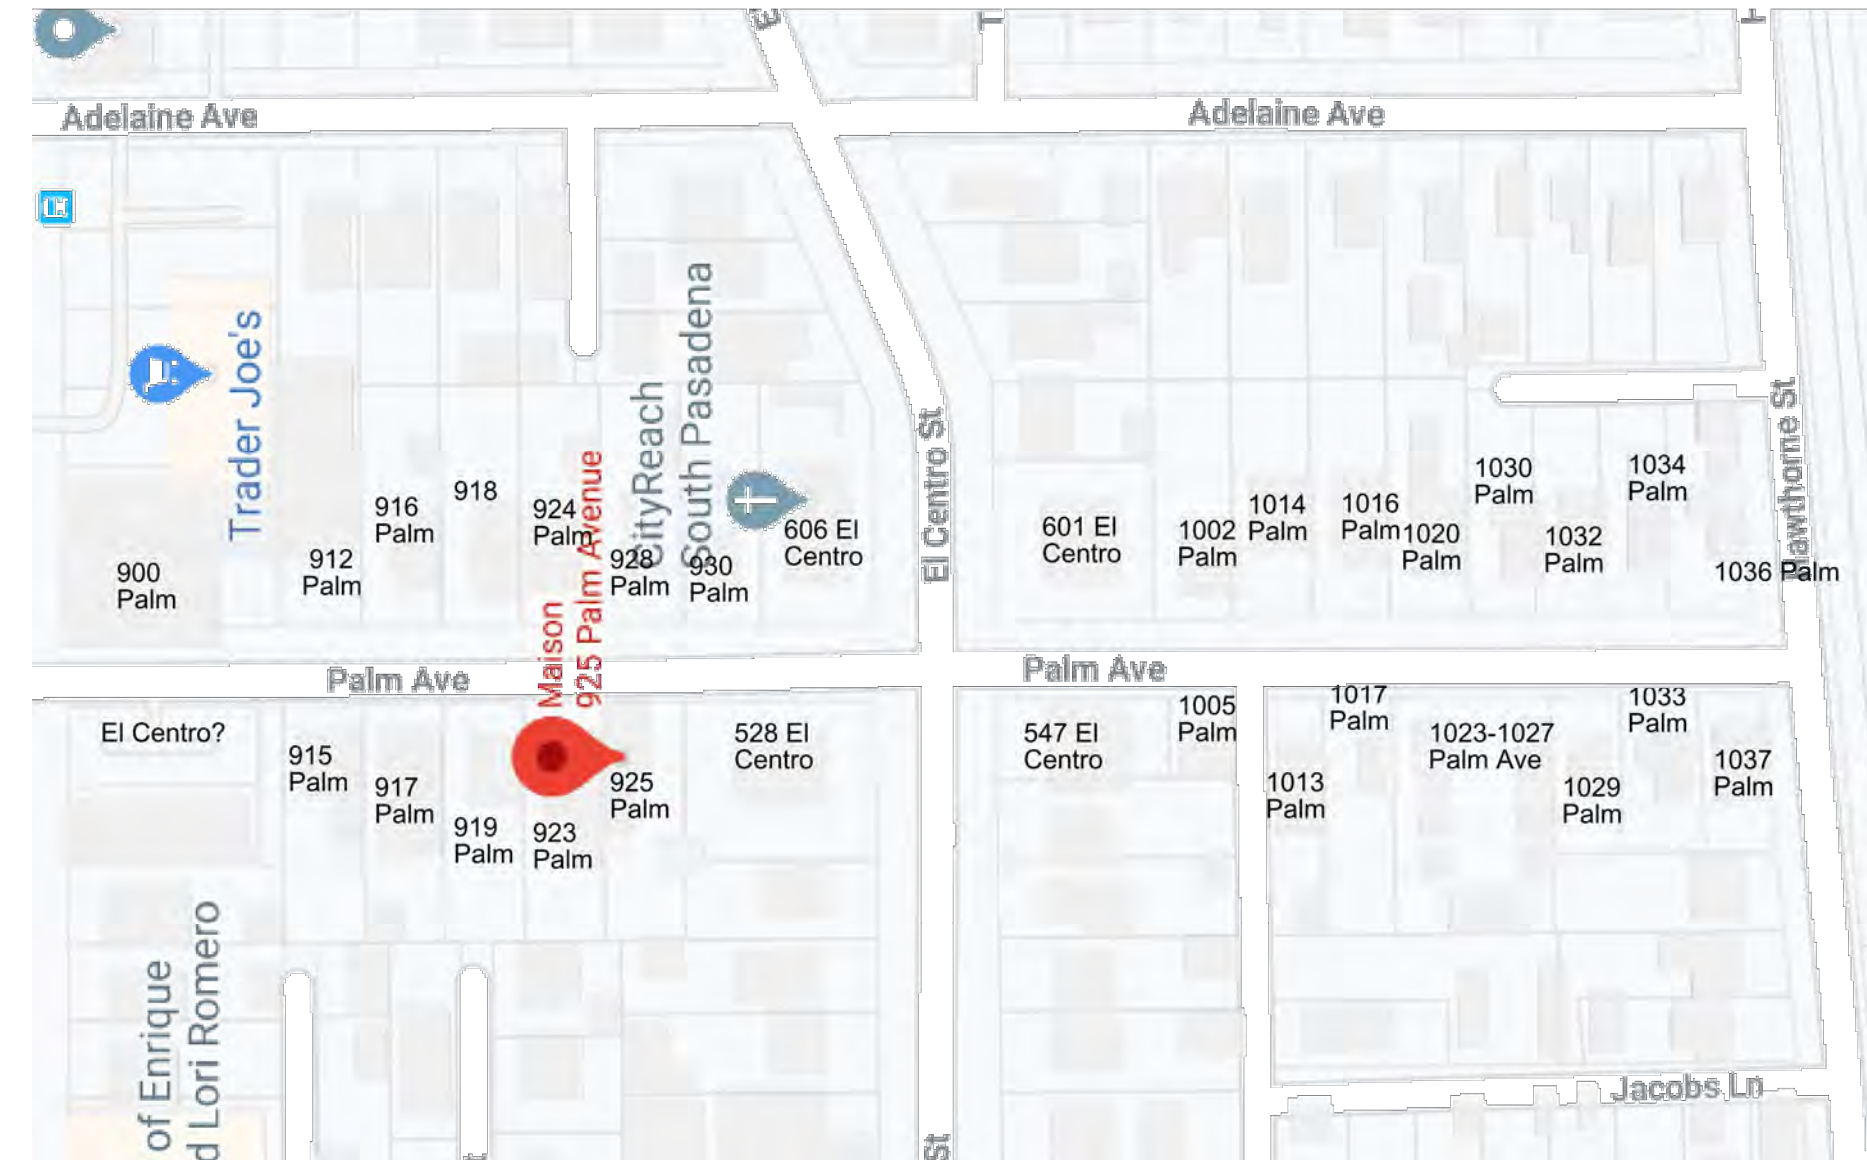 Adelaine Ave
Adelaine Ave
Trader Joe's
CityReach
South Pasadena
El Centro St
Hawthorne St
Maison
925 Palm Avenue
900
Palm
912
Palm
916
Palm
918
924
Palm
928
Palm
930
Palm
606 El
Centro
601 El
Centro
1002
Palm
1014
Palm
1016
Palm
1020
Palm
1030
Palm
1032
Palm
1034
Palm
1036 Palm
Palm Ave
Palm Ave
El Centro?
915
Palm
917
Palm
919
Palm
923
Palm
925
Palm
528 El
Centro
547 El
Centro
1005
Palm
1013
Palm
1017
Palm
1023-1027
Palm Ave
1029
Palm
1033
Palm
1037
Palm
of Enrique
d Lori Romero
Jacobs Ln
st